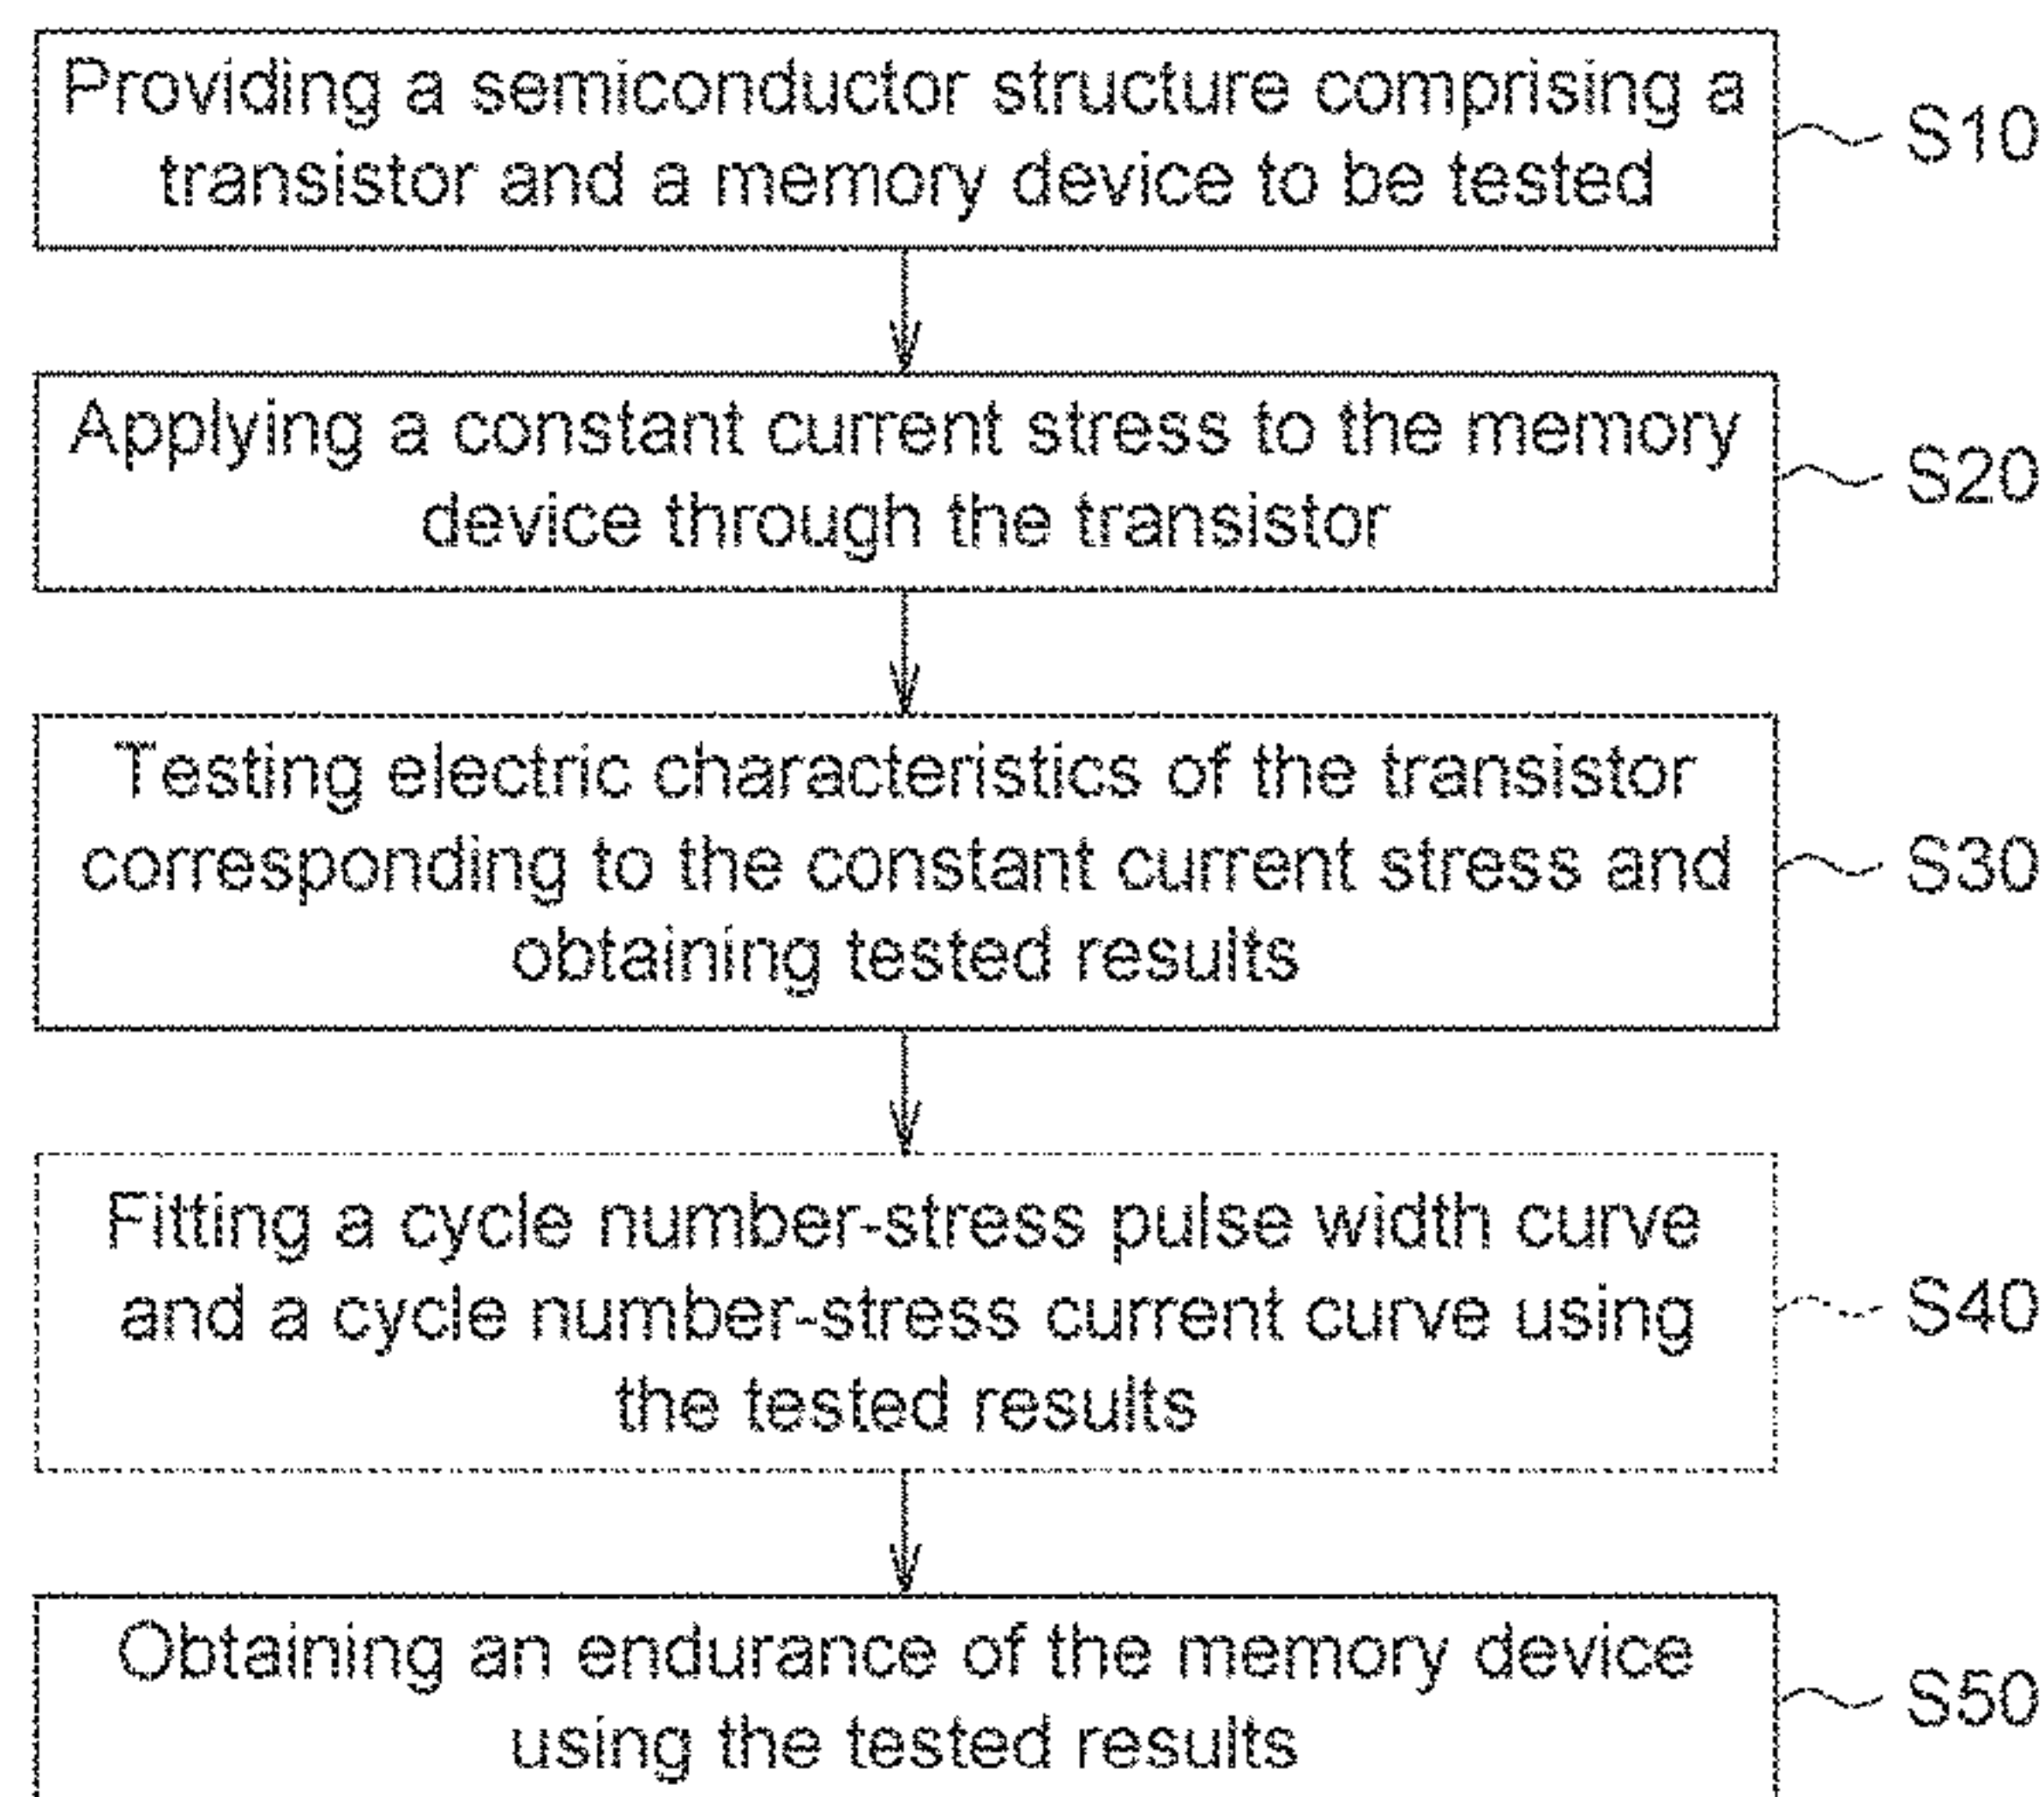 Providing a semiconductor structure comprising a
transistor and a memory device to be tested
S10
Applying a constant current stress to the memory
device through the transistor
S20
Testing electric characteristics of the transistor
corresponding to the constant current stress and
obtaining tested results
S30
Fitting a cycle number-stress pulse width curve
and a cycle number-stress current curve using
the tested results
S40
Obtaining an endurance of the memory device
using the tested results
S50